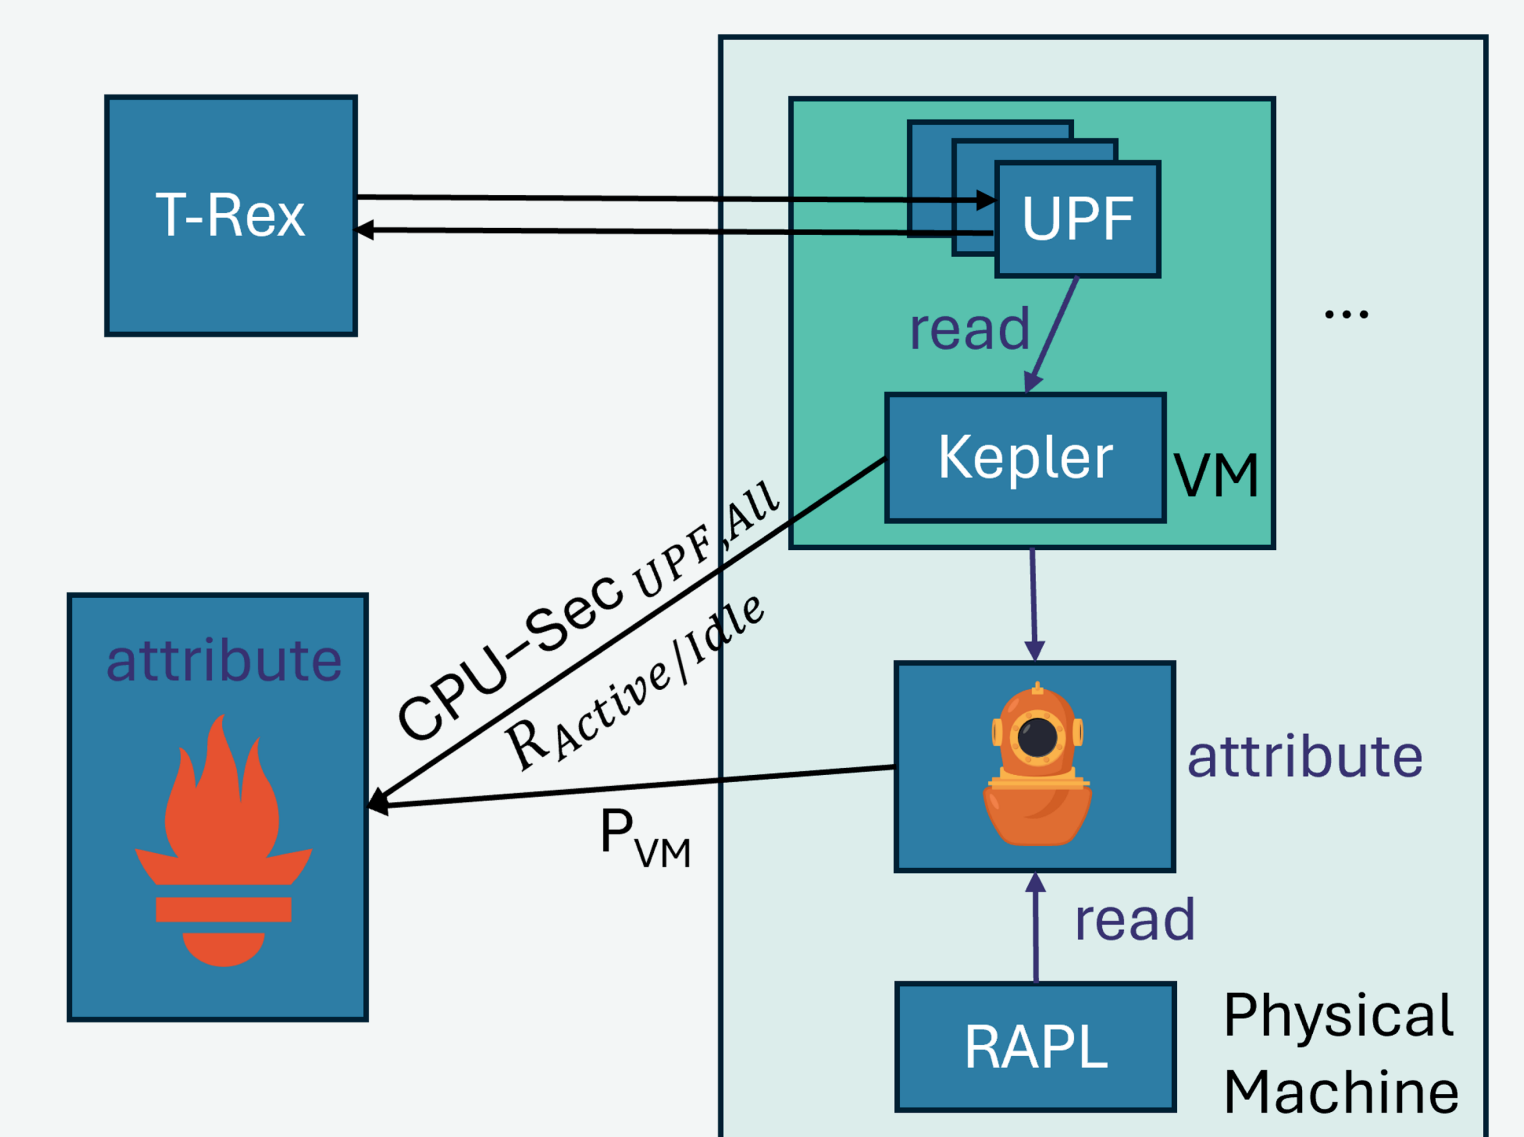 T-Rex
UPF
read
...
Kepler
VM
CPU–Sec UPF,All
R Active/Idle
attribute
attribute
P VM
read
RAPL
Physical
Machine